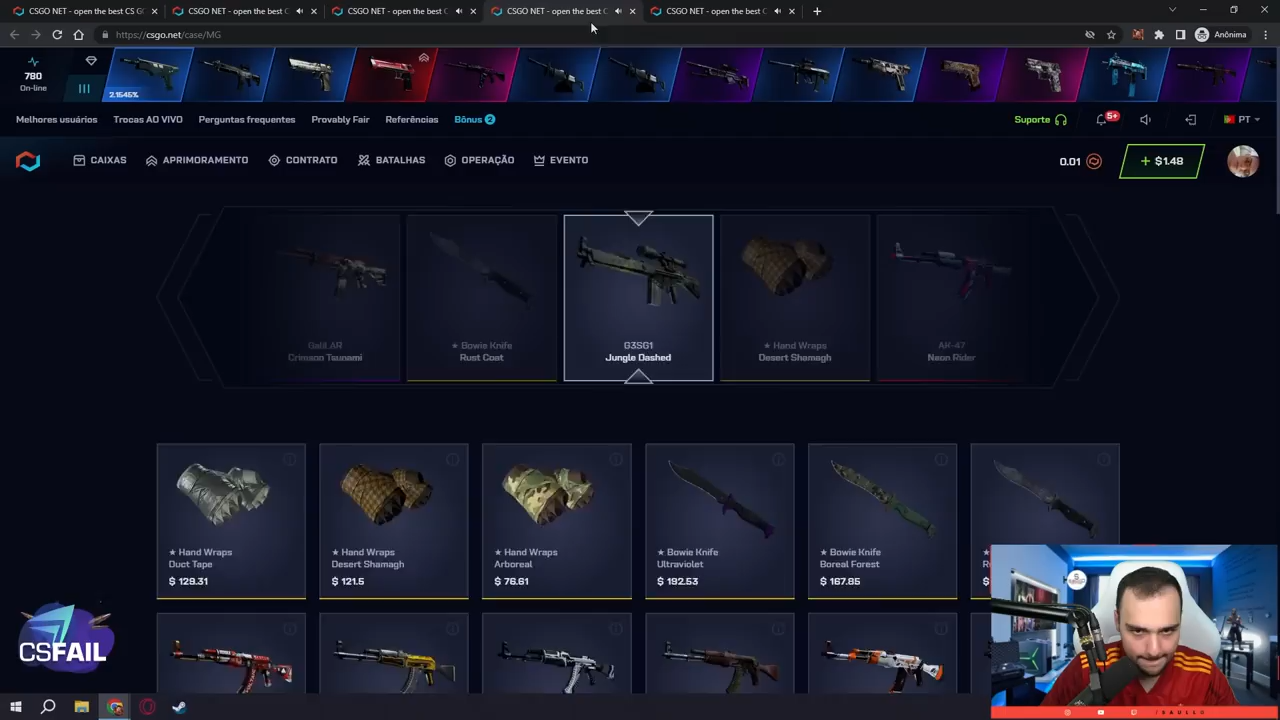 CSGO NET - open the best CS G
CSGO NET - open the best C
CSGO NET - open the best C
CSGO NET - open the best C
CSGO NET - open the best C
https://csgo.net/case/MG
Anônima
780
On-line
2.1545%
Melhores usuários
Trocas AO VIVO
Perguntas frequentes
Provably Fair
Referências
Bônus 2
Suporte
5+
PT
CAIXAS
APRIMORAMENTO
CONTRATO
BATALHAS
OPERAÇÃO
EVENTO
0.01
+ $1.48
Galil AR
Crimson Tsunami
★ Bowie Knife
Rust Coat
G3SG1
Jungle Dashed
★ Hand Wraps
Desert Shamagh
AK-47
Neon Rider
★ Hand Wraps
Duct Tape
$ 129.31
★ Hand Wraps
Desert Shamagh
$ 121.5
★ Hand Wraps
Arboreal
$ 76.61
★ Bowie Knife
Ultraviolet
$ 192.53
★ Bowie Knife
Boreal Forest
$ 167.85
CSFAIL
/SAULLO